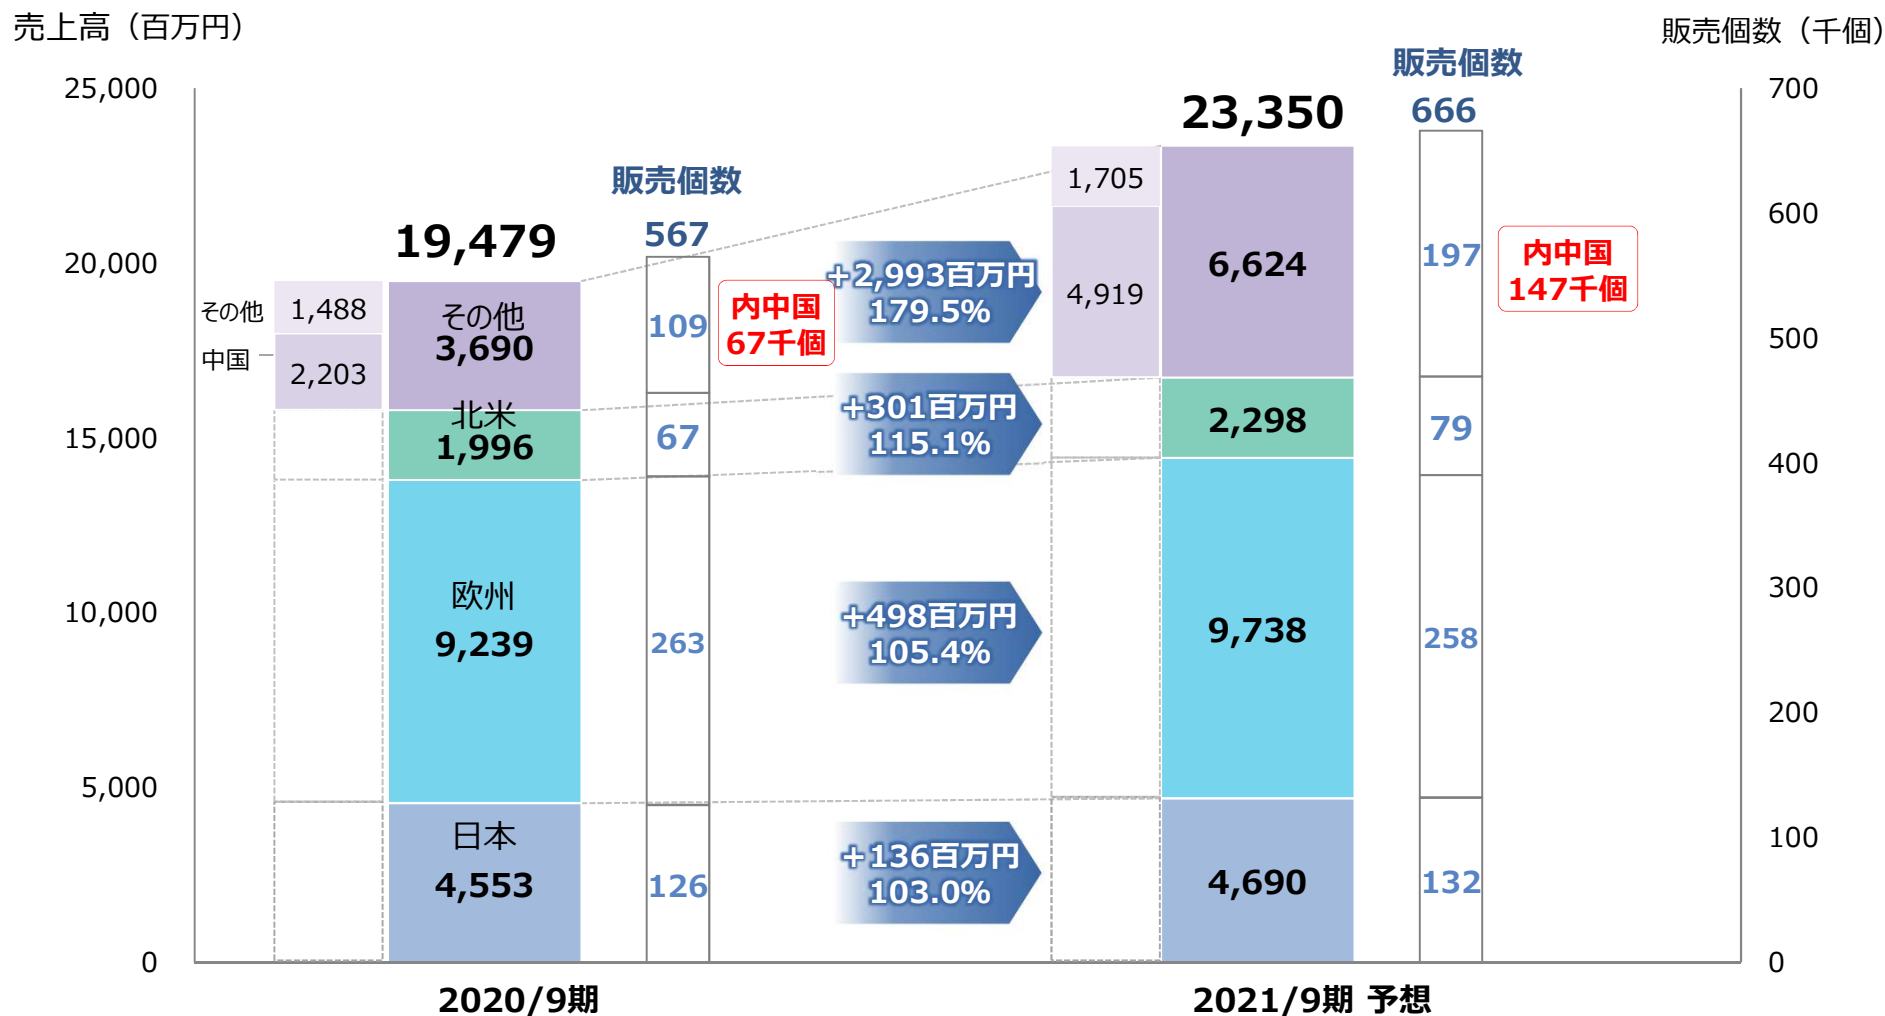 売上高（百万円）
販売個数（千個）
販売個数
25,000
700
666
23,350
1,705
販売個数
600
567
19,479
20,000
+2,993百万円
179.5%
6,624
197
内中国
147千個
4,919
その他
1,488
その他
3,690
109
内中国
67千個
500
中国
2,203
北米
1,996
67
+301百万円
115.1%
2,298
79
15,000
400
欧州
9,239
263
+498百万円
105.4%
9,738
258
10,000
300
200
5,000
日本
4,553
126
+136百万円
103.0%
4,690
132
100
0
0
2020/9期
2021/9期 予想